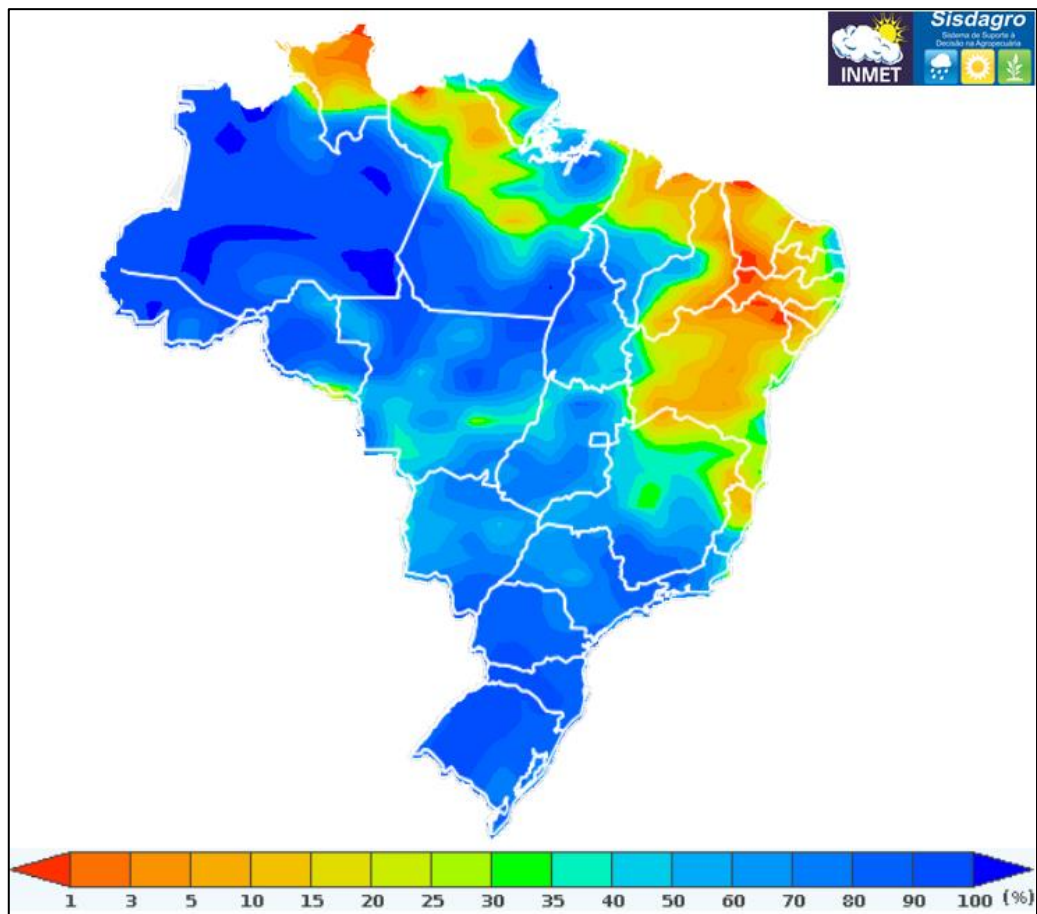 INMET
Sisdagro
Sistema de Suporte à
Decisão na Agropecuária
1 3 5 10 15 20 25 30 35 40 50 60 70 80 90 100 (%)